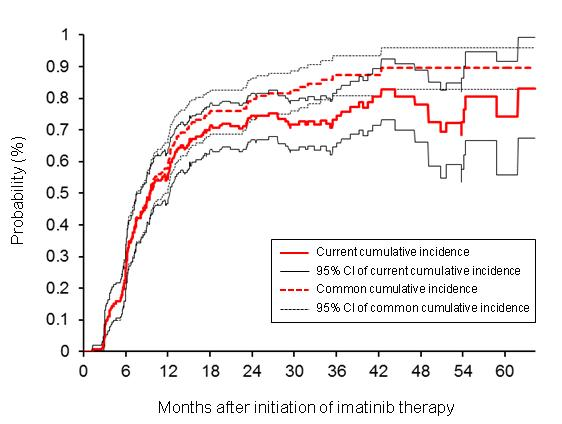 1
0.9
0.8
0.7
0.6
0.5
0.4
0.3
0.2
0.1
0
Probability (%)
Current cumulative incidence
95% CI of current cumulative incidence
Common cumulative incidence
95% CI of common cumulative incidence
0 6 12 18 24 30 36 42 48 54 60
Months after initiation of imatinib therapy